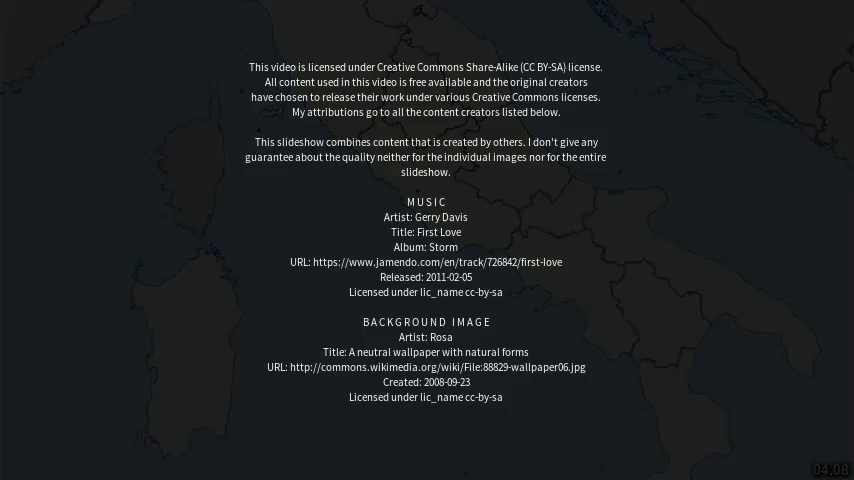 This video is licensed under Creative Commons Share-Alike (CC BY-SA) license.
All content used in this video is free available and the original creators
have chosen to release their work under various Creative Commons licenses.
My attributions go to all the content creators listed below.
This slideshow combines content that is created by others. I don't give any
guarantee about the quality neither for the individual images nor for the entire
slideshow.
MUSIC
Artist: Gerry Davis
Title: First Love
Album: Storm
URL: https://www.jamendo.com/en/track/726842/first-love
Released: 2011-02-05
Licensed under lic_name cc-by-sa
BACKGROUND IMAGE
Artist: Rosa
Title: A neutral wallpaper with natural forms
URL: http://commons.wikimedia.org/wiki/File:88829-wallpaper06.jpg
Created: 2008-09-23
Licensed under lic_name cc-by-sa
04:08